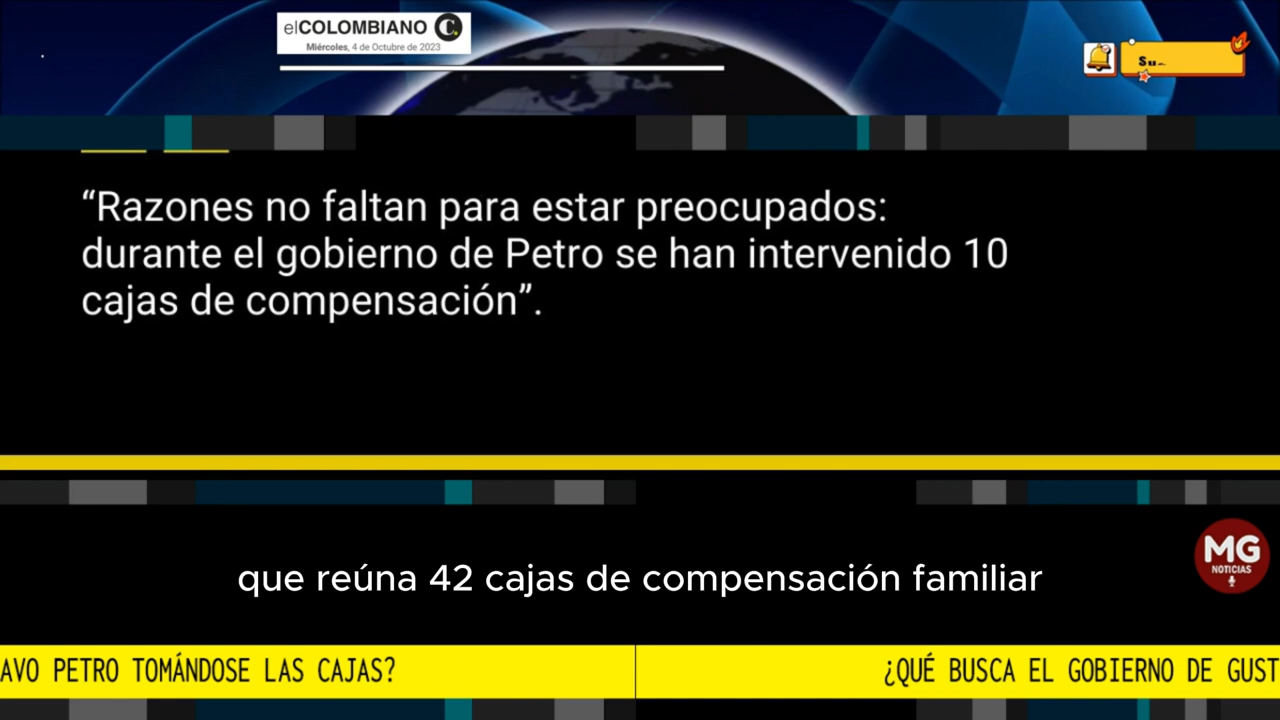 elCOLOMBIANO C.
Miércoles, 4 de Octubre de 2023
Su
“Razones no faltan para estar preocupados:
durante el gobierno de Petro se han intervenido 10
cajas de compensación”.
que reúna 42 cajas de compensación familiar
MG
NOTICIAS
AVO PETRO TOMÁNDOSE LAS CAJAS?
¿QUÉ BUSCA EL GOBIERNO DE GUST